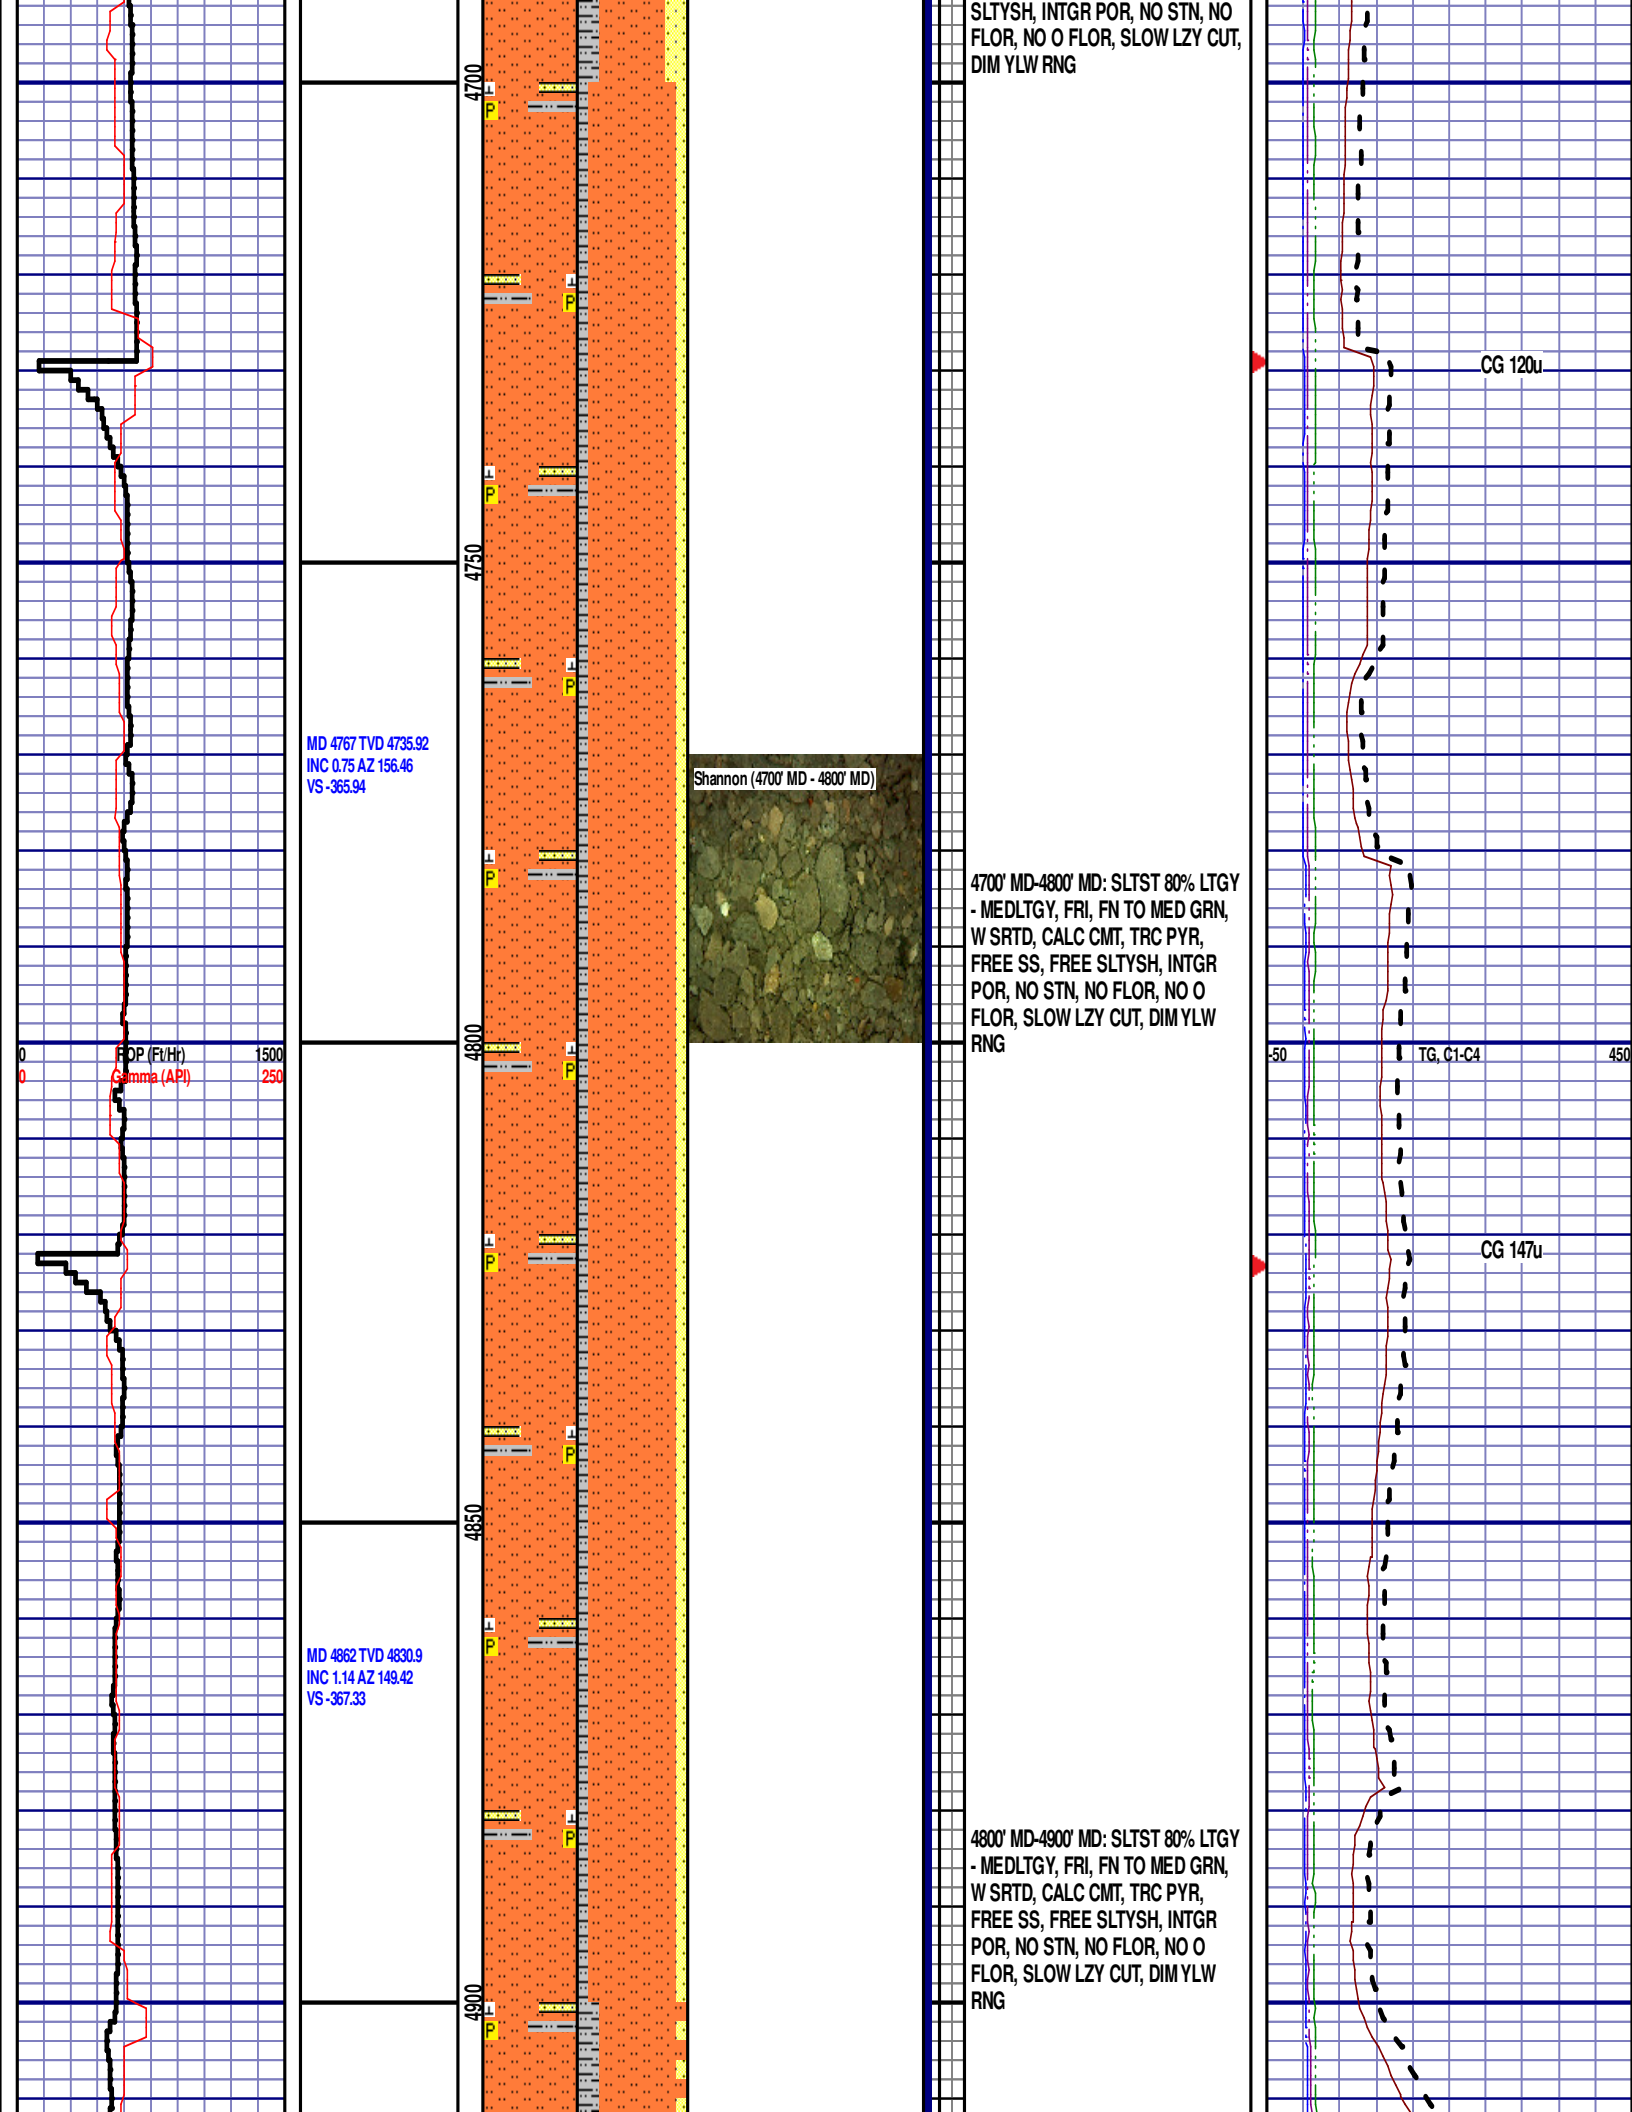 SLTYSH, INTGR POR, NO STN, NO
FLOR, NO O FLOR, SLOW LZY CUT,
DIM YLW RNG
4700
P
P
CG 120u
P
4750
P
MD 4767 TVD 4735.92
INC 0.75 AZ 156.46
VS -365.94
Shannon (4700' MD - 4800' MD)
P
4700' MD-4800' MD: SLTST 80% LTGY
- MEDLTGY, FRI, FN TO MED GRN,
W SRTD, CALC CMT, TRC PYR,
FREE SS, FREE SLTYSH, INTGR
POR, NO STN, NO FLOR, NO O
FLOR, SLOW LZY CUT, DIM YLW
RNG
4800
0 ROP (Ft/Hr) 1500
0 Gamma (API) 250
-50 TG, C1-C4 450
P
CG 147u
P
P
4850
P
MD 4862 TVD 4830.9
INC 1.14 AZ 149.42
VS -367.33
P
4800' MD-4900' MD: SLTST 80% LTGY
- MEDLTGY, FRI, FN TO MED GRN,
W SRTD, CALC CMT, TRC PYR,
FREE SS, FREE SLTYSH, INTGR
POR, NO STN, NO FLOR, NO O
FLOR, SLOW LZY CUT, DIM YLW
RNG
4900
P